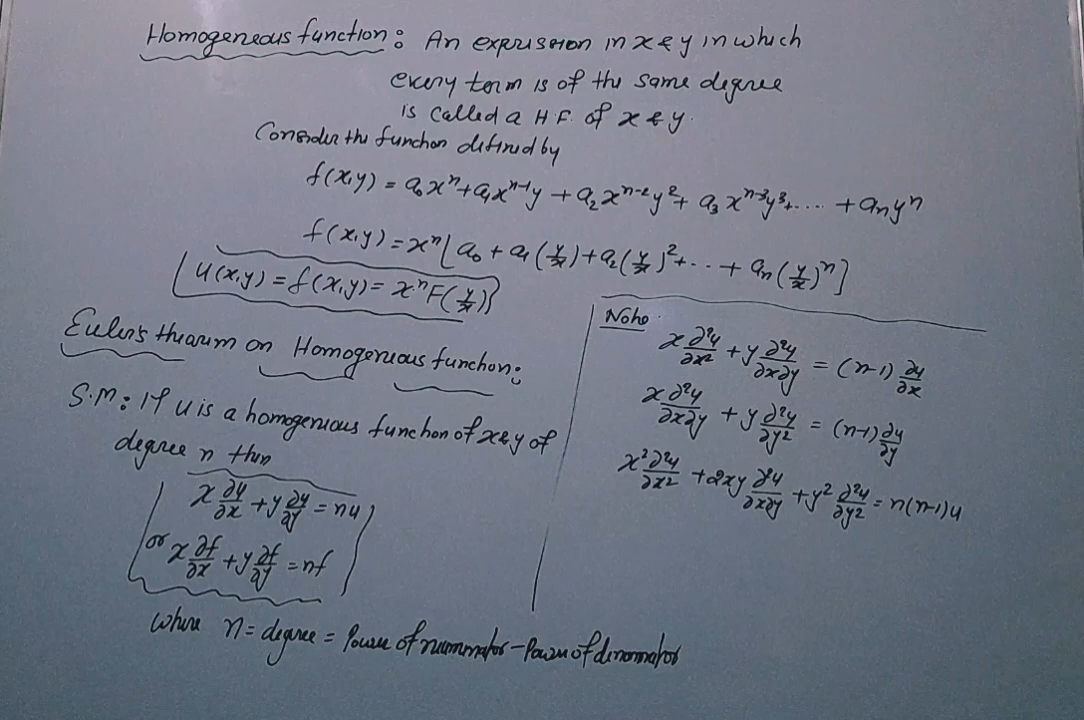 Homogeneous function: An expression in x & y in which
every term is of the same degree
is called a H.F. of x & y.
Consider the function defined by
f(x,y) = a₀xⁿ + a₁xⁿ⁻¹y + a₂xⁿ⁻²y² + a₃xⁿ⁻³y³ + .... + aₙyⁿ
f(x,y) = xⁿ[a₀ + a₁(y/x) + a₂(y/x)² + ... + aₙ(y/x)ⁿ]
u(x,y) = f(x,y) = xⁿF(y/x)
Euler's theorem on Homogeneous function:
S.M: If u is a homogeneous function of x & y of
degree n then
x ∂u/∂x + y ∂u/∂y = nu
or x ∂f/∂x + y ∂f/∂y = nf
where n = degree = Power of numerator - Power of denominator
Note.
x ∂²u/∂x² + y ∂²u/∂x∂y = (n-1) ∂u/∂x
x ∂²u/∂x∂y + y ∂²u/∂y² = (n-1) ∂u/∂y
x² ∂²u/∂x² + 2xy ∂²u/∂x∂y + y² ∂²u/∂y² = n(n-1)u